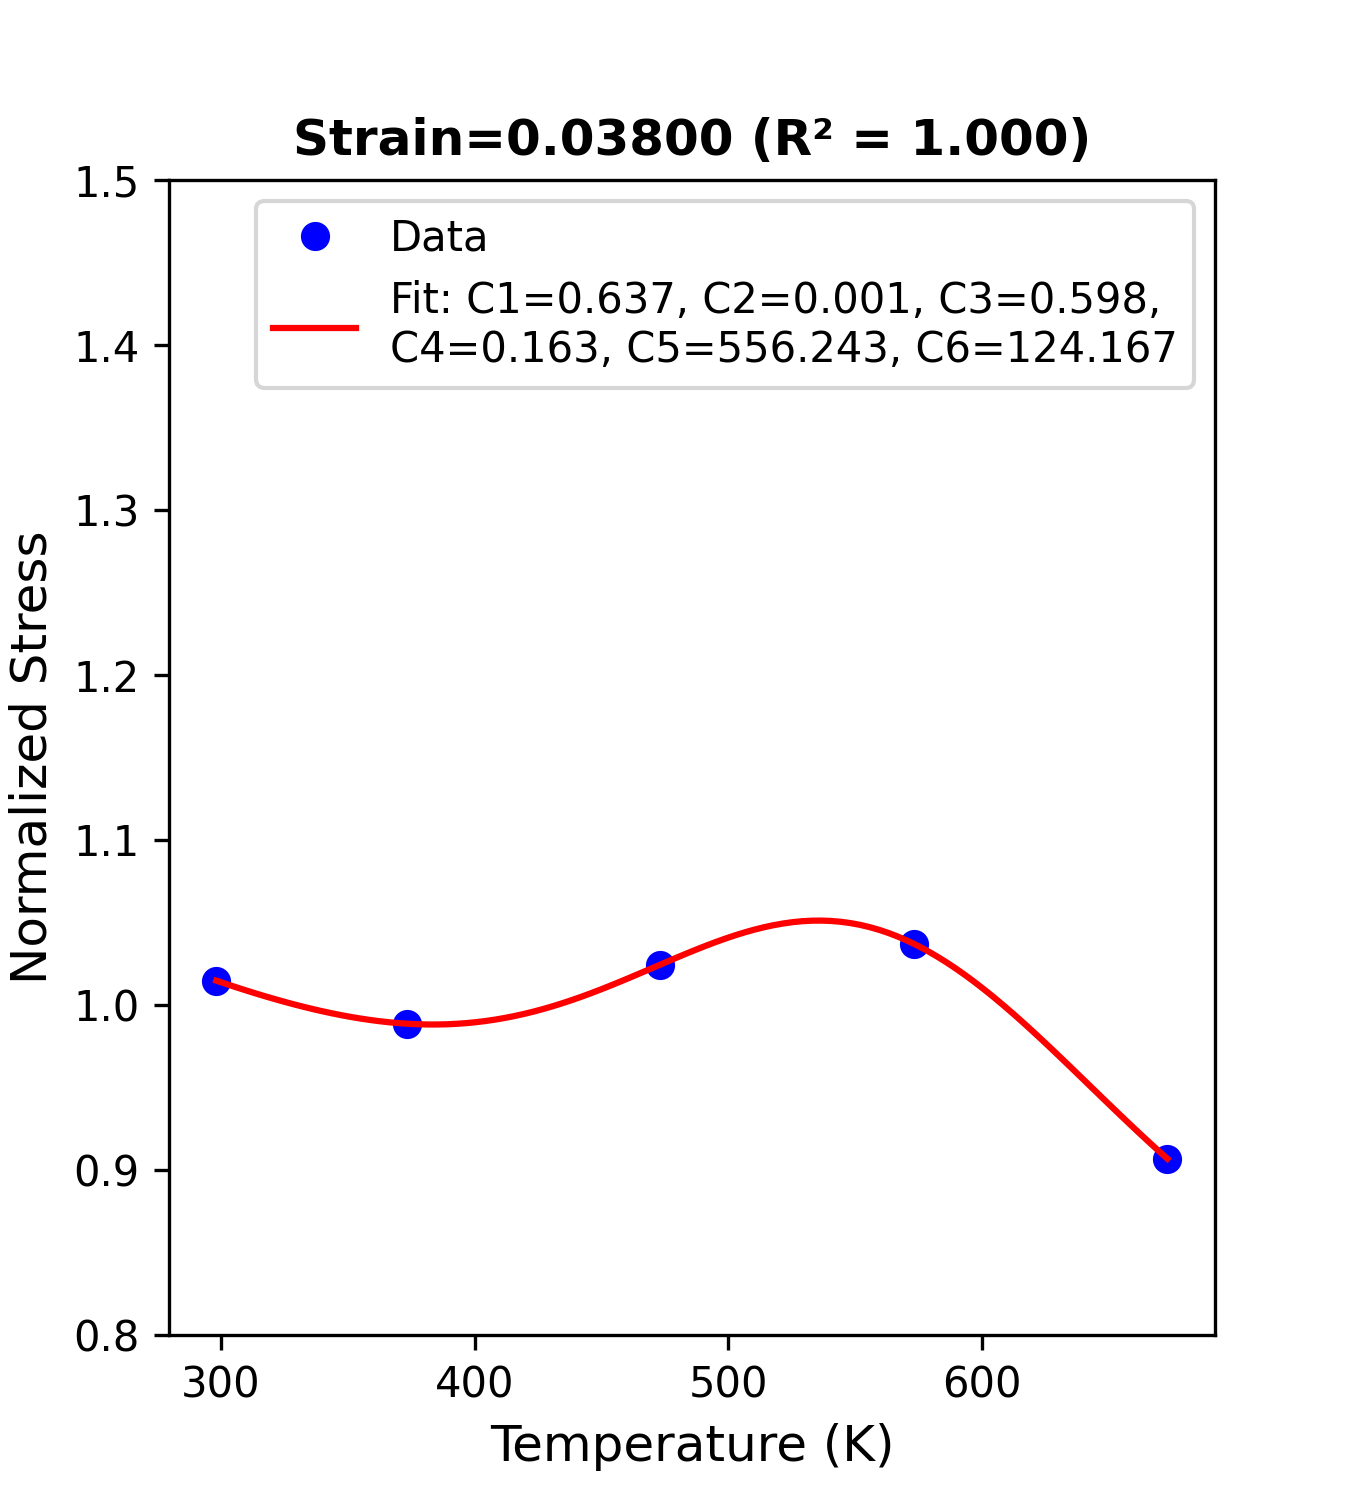 Strain=0.03800 (R² = 1.000)
1.5
1.4
1.3
1.2
1.1
1.0
0.9
0.8
Normalized Stress
Data
Fit: C1=0.637, C2=0.001, C3=0.598,
C4=0.163, C5=556.243, C6=124.167
300 400 500 600
Temperature (K)